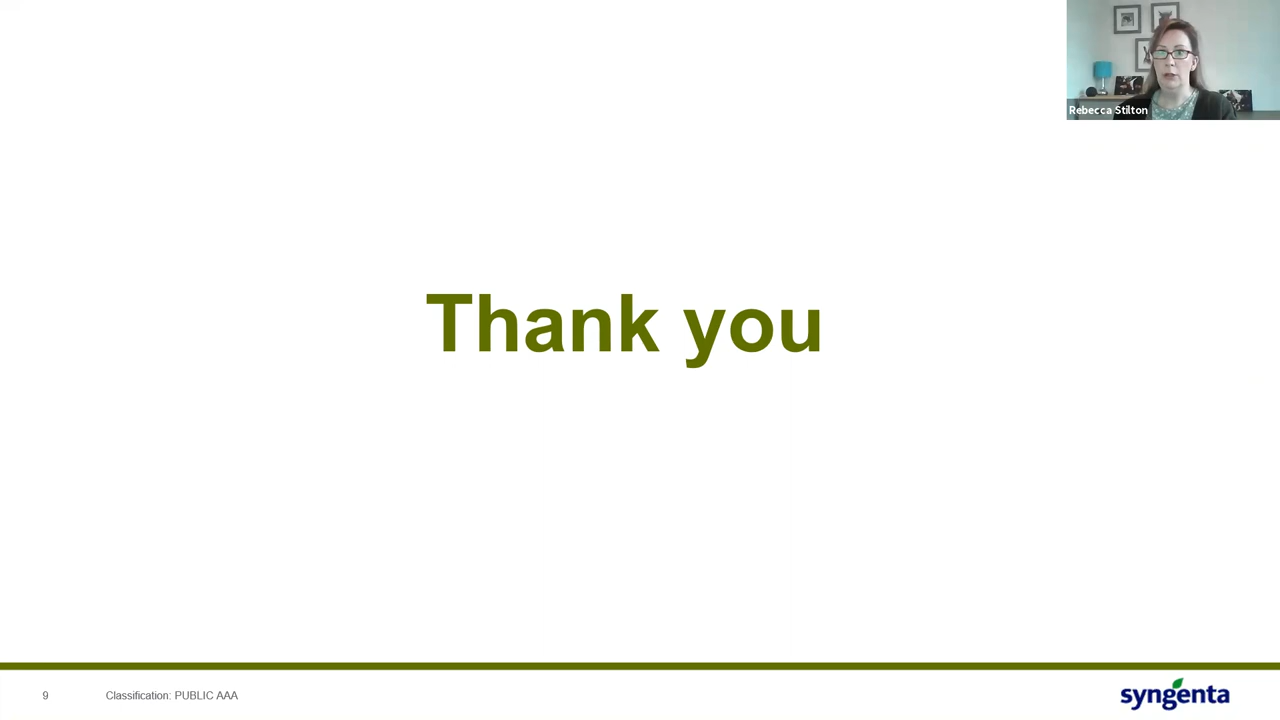 Rebecca Stilton
Thank you
9
Classification: PUBLIC AAA
syngenta